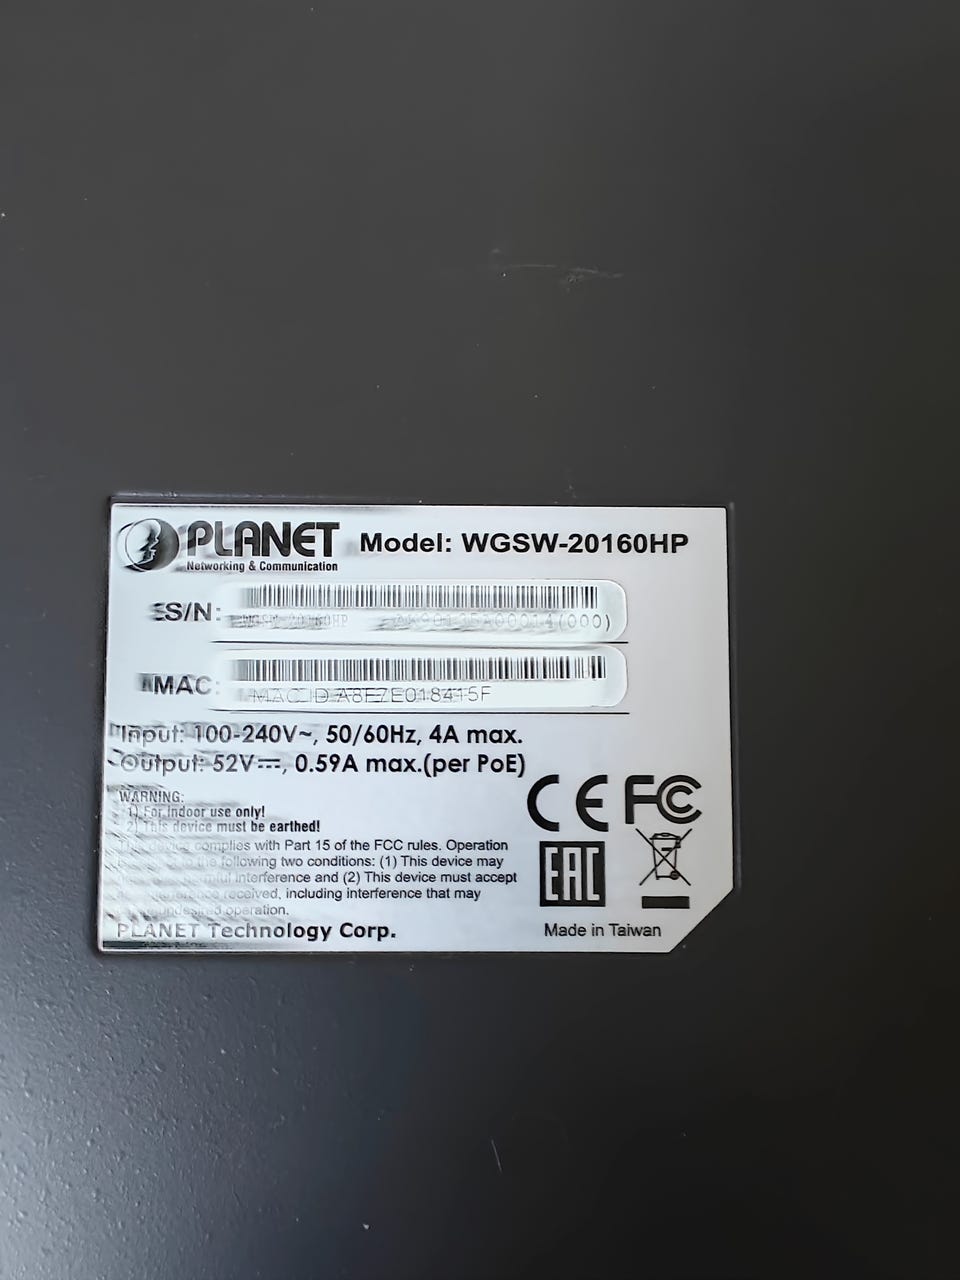 PLANET
Networking & Communication
Model: WGSW-20160HP
S/N:
WGSW-20160HP
MAC:
MAC ID
Input: 100-240V~, 50/60Hz, 4A max.
Output: 52V⎓, 0.59A max.(per PoE)
WARNING:
1) For indoor use only!
2) This device must be earthed!
This device complies with Part 15 of the FCC rules. Operation
the following two conditions: (1) This device may
interference and (2) This device must accept
received, including interference that may
undesired operation.
PLANET Technology Corp.
CE FC
EAC
Made in Taiwan